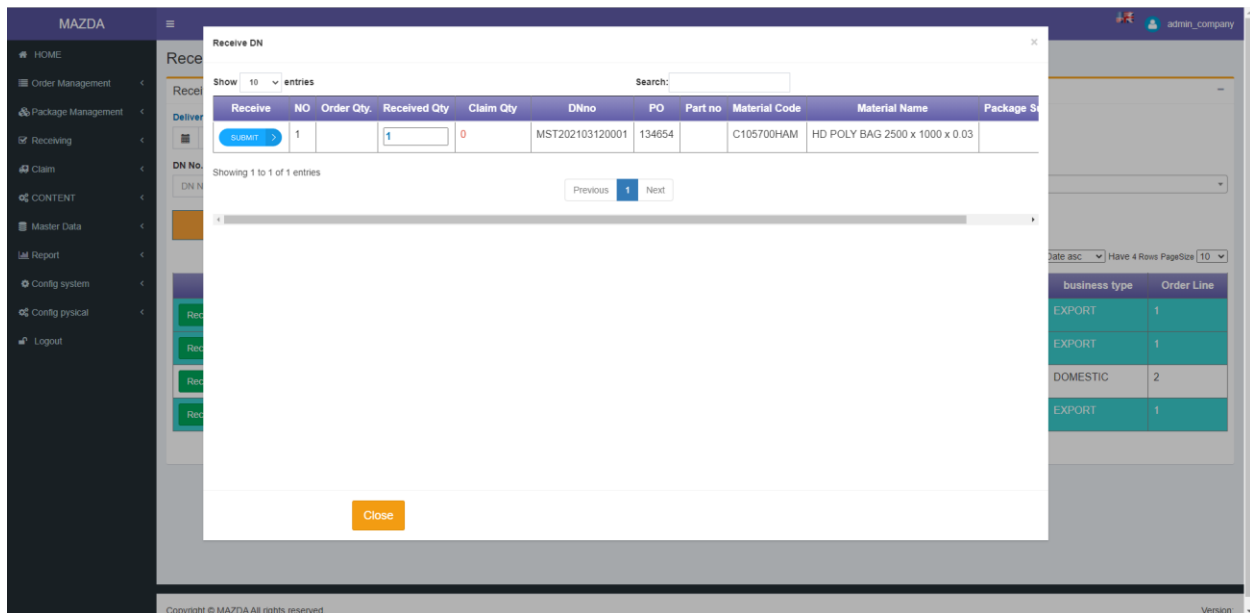 MAZDA
admin_company
HOME
Order Management
Package Management
Receiving
Claim
CONTENT
Master Data
Report
Config system
Config pysical
Logout
Rece
Recei
Deliver
DN No.
DN N
Receive DN
×
Show 10 entries
Search:
Receive NO Order Qty. Received Qty Claim Qty DNno PO Part no Material Code Material Name Package S
SUBMIT 1 1 0 MST202103120001 134654 C105700HAM HD POLY BAG 2500 x 1000 x 0.03
Showing 1 to 1 of 1 entries
Previous 1 Next
Close
Date asc Have 4 Rows PageSize 10
business type Order Line
Rec EXPORT 1
Rec EXPORT 1
Rec DOMESTIC 2
Rec EXPORT 1
Copyright © MAZDA All rights reserved.
Version: